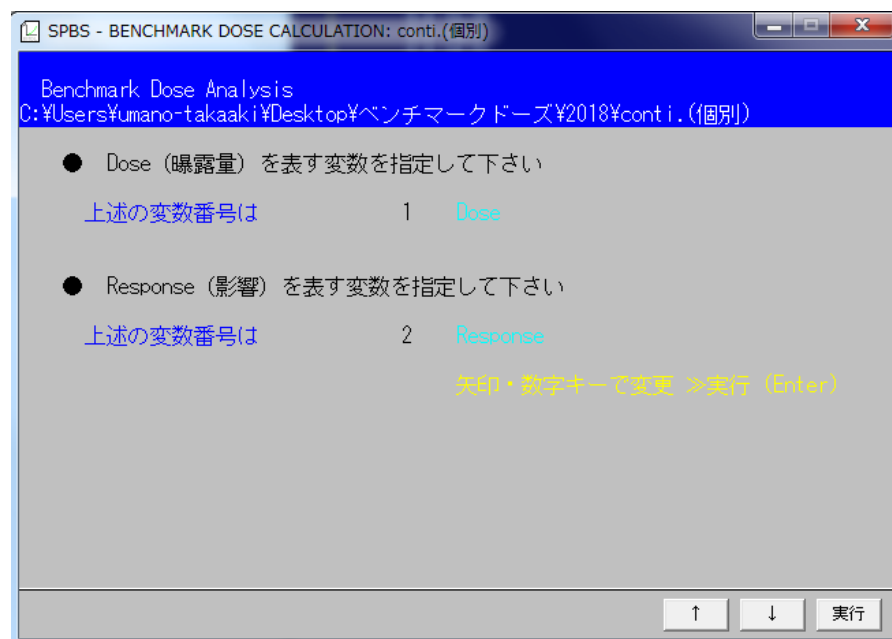 SPBS - BENCHMARK DOSE CALCULATION: conti.(個別)
Benchmark Dose Analysis
C:¥Users¥umano-takaaki¥Desktop¥ベンチマークドーズ¥2018¥conti.(個別)
● Dose (曝露量) を表す変数を指定して下さい
上述の変数番号は 1 Dose
● Response (影響) を表す変数を指定して下さい
上述の変数番号は 2 Response
矢印・数字キーで変更 ≫実行 (Enter)
↑ ↓ 実行